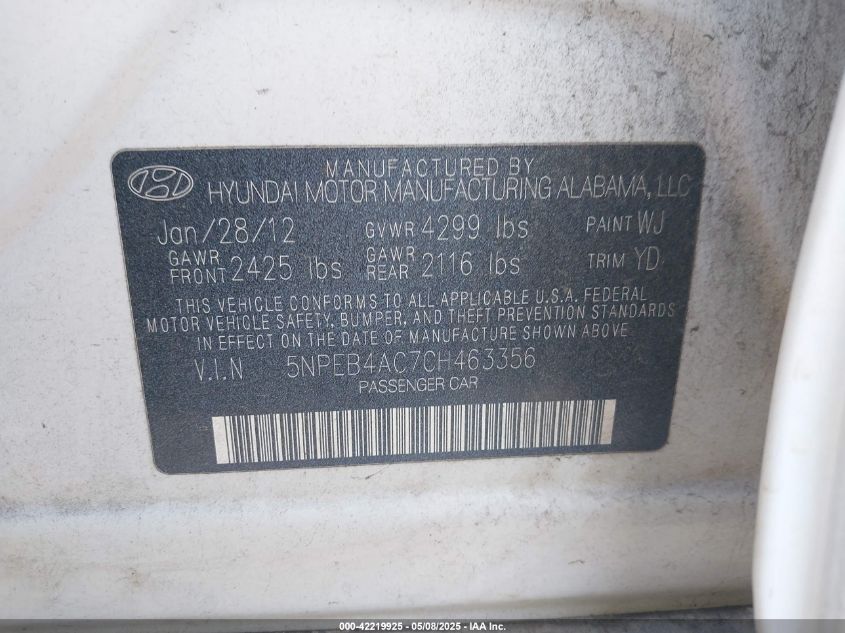 MANUFACTURED BY
HYUNDAI MOTOR MANUFACTURING ALABAMA, LLC
Jan/28/12 GVWR 4299 lbs PAINT WJ
GAWR FRONT 2425 lbs GAWR REAR 2116 lbs TRIM YD
THIS VEHICLE CONFORMS TO ALL APPLICABLE U.S.A. FEDERAL
MOTOR VEHICLE SAFETY, BUMPER, AND THEFT PREVENTION STANDARDS
IN EFFECT ON THE DATE OF MANUFACTURE SHOWN ABOVE.
V.I.N 5NPEB4AC7CH463356
PASSENGER CAR
000-42219925 - 05/08/2025 - IAA Inc.